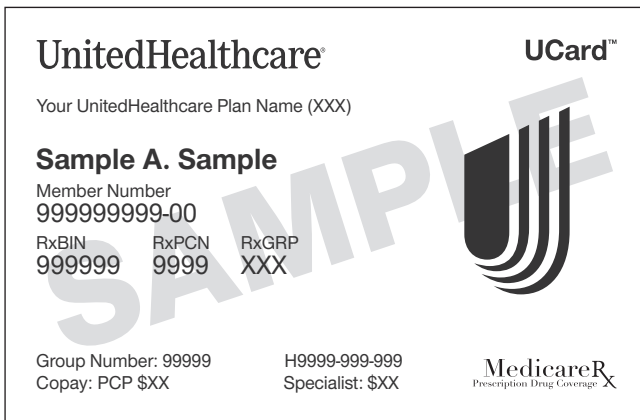 UnitedHealthcare®
UCard™
Your UnitedHealthcare Plan Name (XXX)
Sample A. Sample
Member Number
999999999-00
RxBIN RxPCN RxGRP
999999 9999 XXX
SAMPLE
Group Number: 99999 H9999-999-999
Copay: PCP $XX Specialist: $XX
MedicareRx
Prescription Drug Coverage